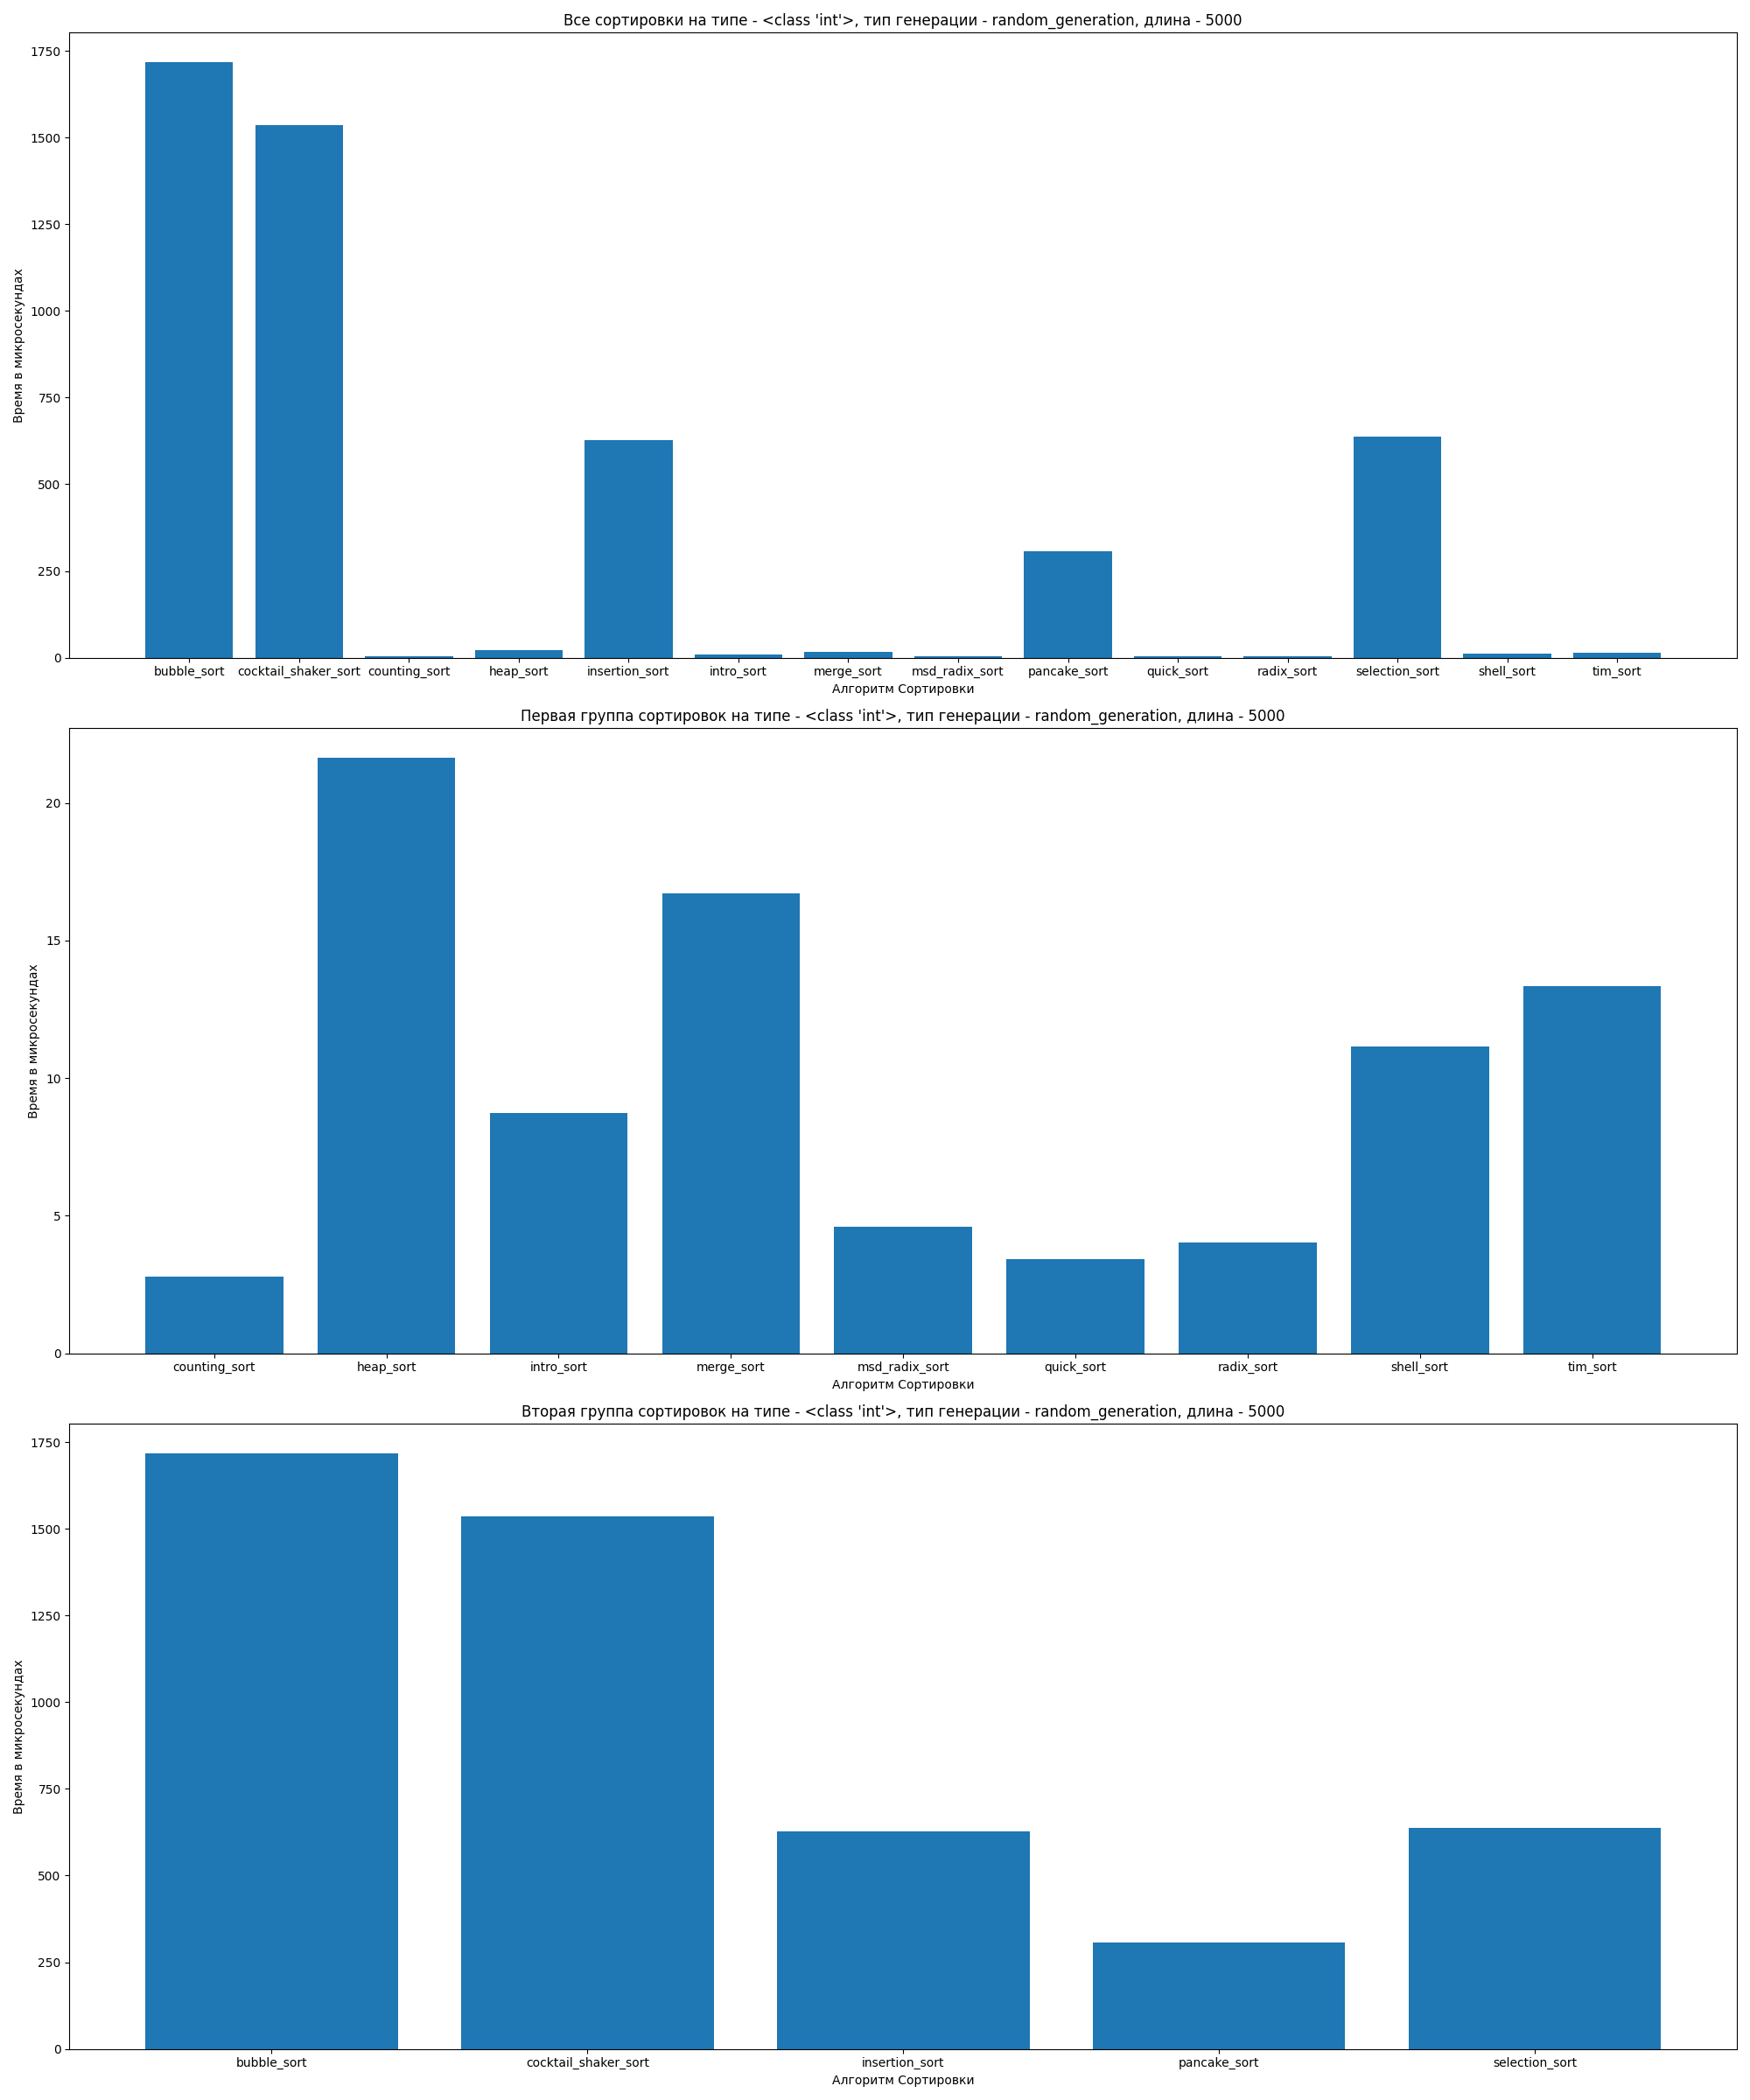 Все сортировки на типе - <class 'int'>, тип генерации - random_generation, длина - 5000
Время в микросекундах
1750
1500
1250
1000
750
500
250
0
bubble_sort cocktail_shaker_sort counting_sort heap_sort insertion_sort intro_sort merge_sort msd_radix_sort pancake_sort quick_sort radix_sort selection_sort shell_sort tim_sort
Алгоритм Сортировки
Первая группа сортировок на типе - <class 'int'>, тип генерации - random_generation, длина - 5000
Время в микросекундах
20
15
10
5
0
counting_sort heap_sort intro_sort merge_sort msd_radix_sort quick_sort radix_sort shell_sort tim_sort
Алгоритм Сортировки
Вторая группа сортировок на типе - <class 'int'>, тип генерации - random_generation, длина - 5000
Время в микросекундах
1750
1500
1250
1000
750
500
250
0
bubble_sort cocktail_shaker_sort insertion_sort pancake_sort selection_sort
Алгоритм Сортировки